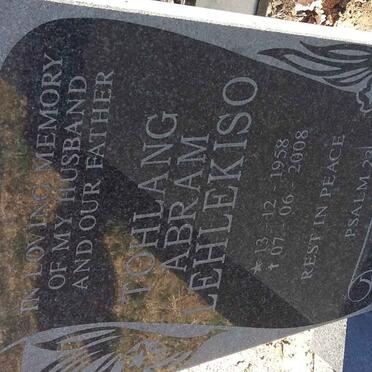 IN LOVING MEMORY
OF MY HUSBAND
AND OUR FATHER
TOHLANG
ABRAM
LEHLEKISO
★ 13 - 12 - 1958
✝ 07 - 06 - 2008
REST IN PEACE
PSALM 23